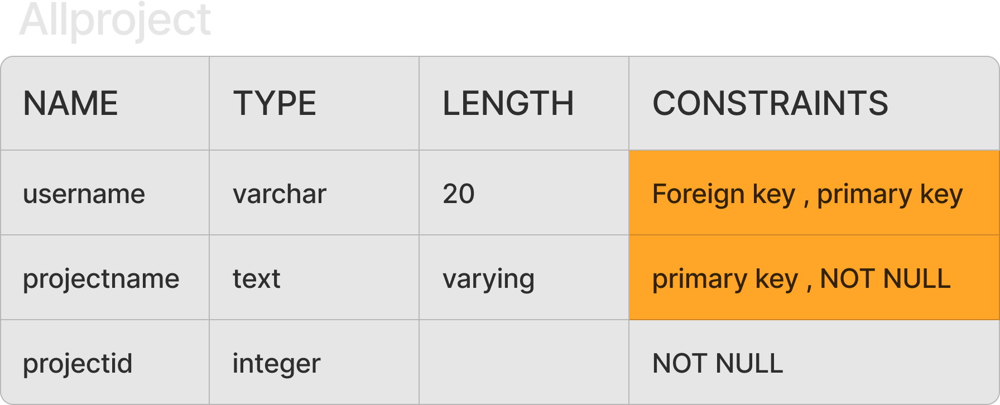 Allproject
NAME TYPE LENGTH CONSTRAINTS
username varchar 20 Foreign key , primary key
projectname text varying primary key , NOT NULL
projectid integer NOT NULL